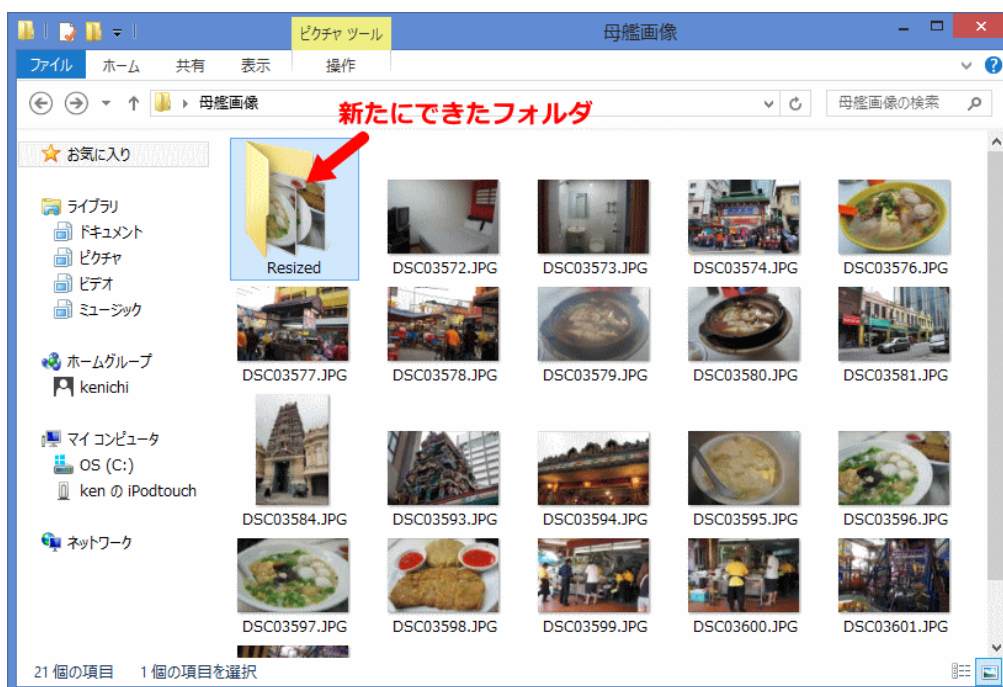 ピクチャ ツール
母艦画像
ファイル
ホーム
共有
表示
操作
母艦画像
母艦画像の検索
新たにできたフォルダ
お気に入り
ライブラリ
ドキュメント
ピクチャ
ビデオ
ミュージック
ホームグループ
kenichi
マイ コンピュータ
OS (C:)
ken の iPodtouch
ネットワーク
Resized
DSC03572.JPG
DSC03573.JPG
DSC03574.JPG
DSC03576.JPG
DSC03577.JPG
DSC03578.JPG
DSC03579.JPG
DSC03580.JPG
DSC03581.JPG
DSC03584.JPG
DSC03593.JPG
DSC03594.JPG
DSC03595.JPG
DSC03596.JPG
DSC03597.JPG
DSC03598.JPG
DSC03599.JPG
DSC03600.JPG
DSC03601.JPG
21 個の項目
1 個の項目を選択